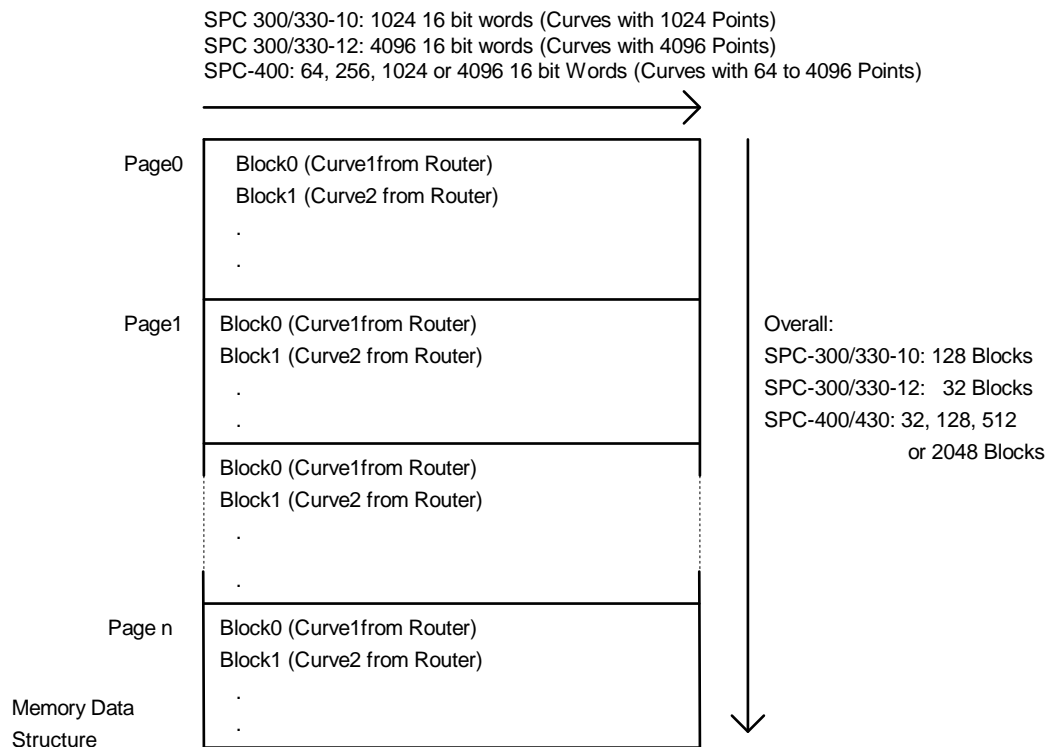 SPC 300/330-10: 1024 16 bit words (Curves with 1024 Points)
SPC 300/330-12: 4096 16 bit words (Curves with 4096 Points)
SPC-400: 64, 256, 1024 or 4096 16 bit Words (Curves with 64 to 4096 Points)
Page0
Block0 (Curve1from Router)
Block1 (Curve2 from Router)
.
.
Page1
Block0 (Curve1from Router)
Block1 (Curve2 from Router)
.
.
Block0 (Curve1from Router)
Block1 (Curve2 from Router)
.
.
Page n
Block0 (Curve1from Router)
Block1 (Curve2 from Router)
.
.
Overall:
SPC-300/330-10: 128 Blocks
SPC-300/330-12: 32 Blocks
SPC-400/430: 32, 128, 512
or 2048 Blocks
Memory Data
Structure